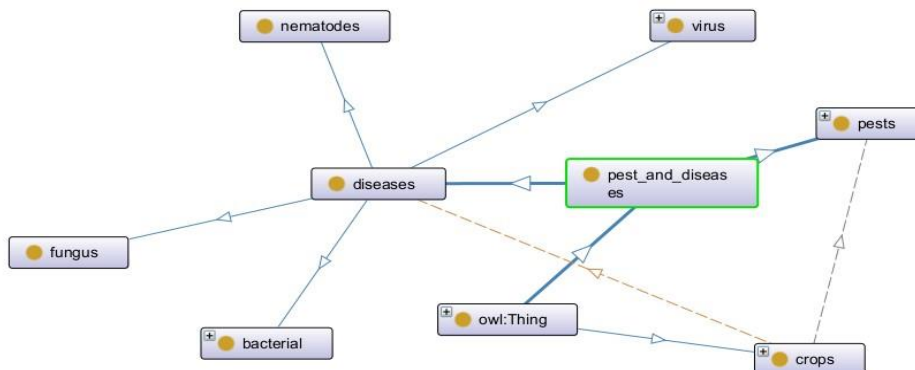 nematodes
virus
pests
pest_and_diseas
es
diseases
fungus
owl:Thing
bacterial
crops